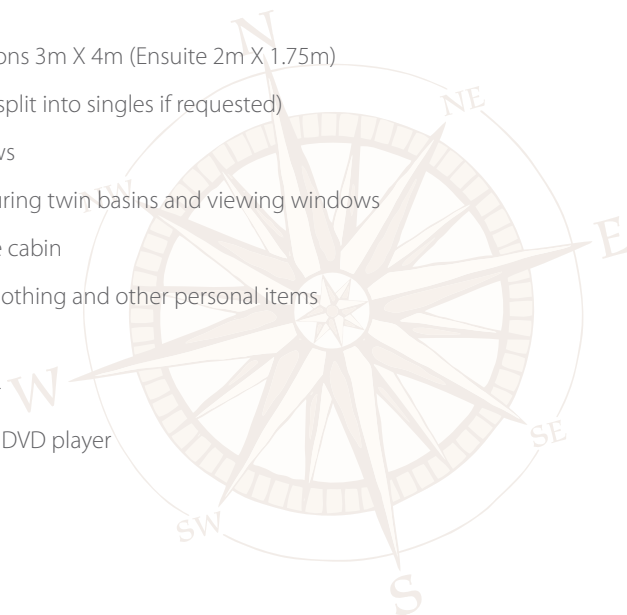 ons 3m X 4m (Ensuite 2m X 1.75m)
split into singles if requested)
ws
uring twin basins and viewing windows
e cabin
othing and other personal items
DVD player
N
NE
E
SE
S
SW
W
NW